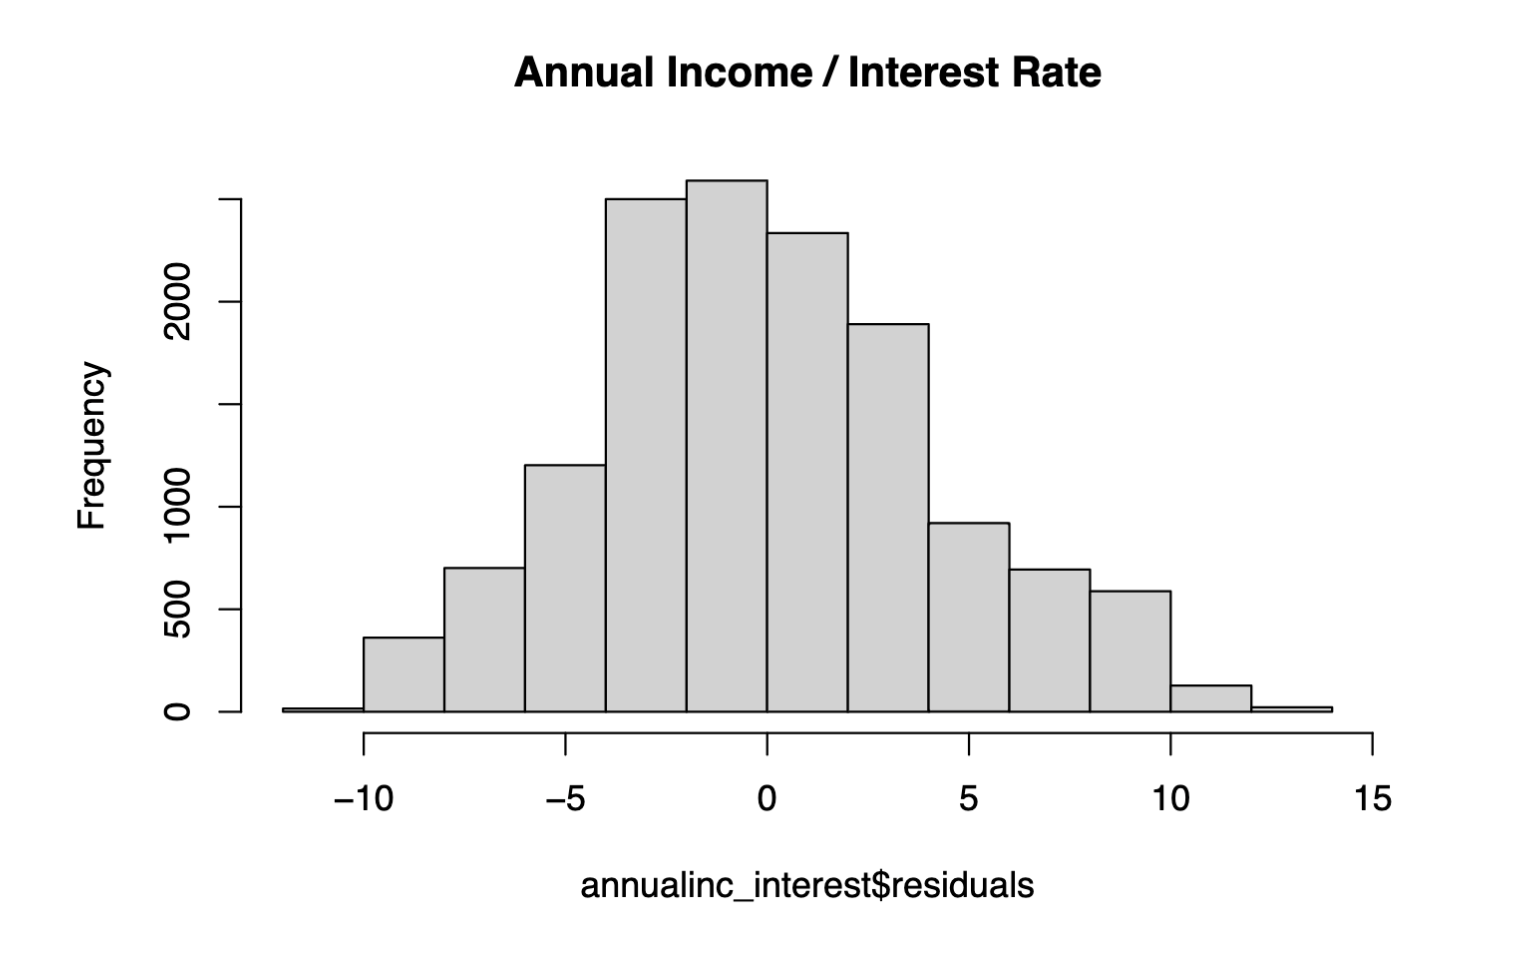 Annual Income / Interest Rate
Frequency
2000
1000
500
0
−10 −5 0 5 10 15
annualinc_interest$residuals